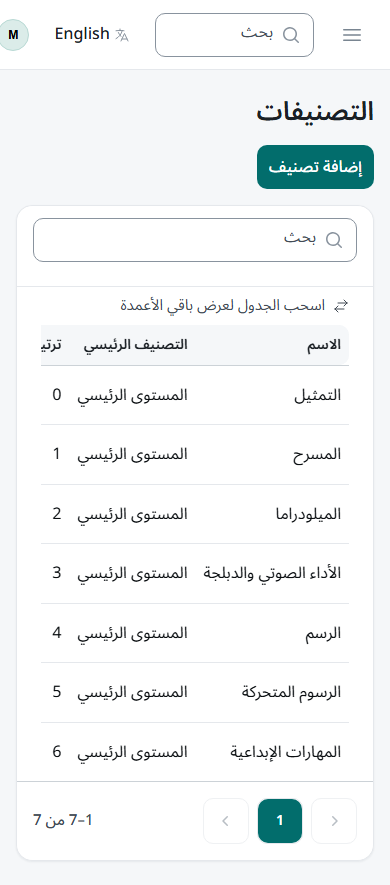 بحث
English
M
التصنيفات
إضافة تصنيف
بحث
اسحب الجدول لعرض باقي الأعمدة
الاسم التصنيف الرئيسي
التمثيل المستوى الرئيسي 0
المسرح المستوى الرئيسي 1
الميلودراما المستوى الرئيسي 2
الأداء الصوتي والدبلجة المستوى الرئيسي 3
الرسم المستوى الرئيسي 4
الرسوم المتحركة المستوى الرئيسي 5
المهارات الإبداعية المستوى الرئيسي 6
1
1–7 من 7